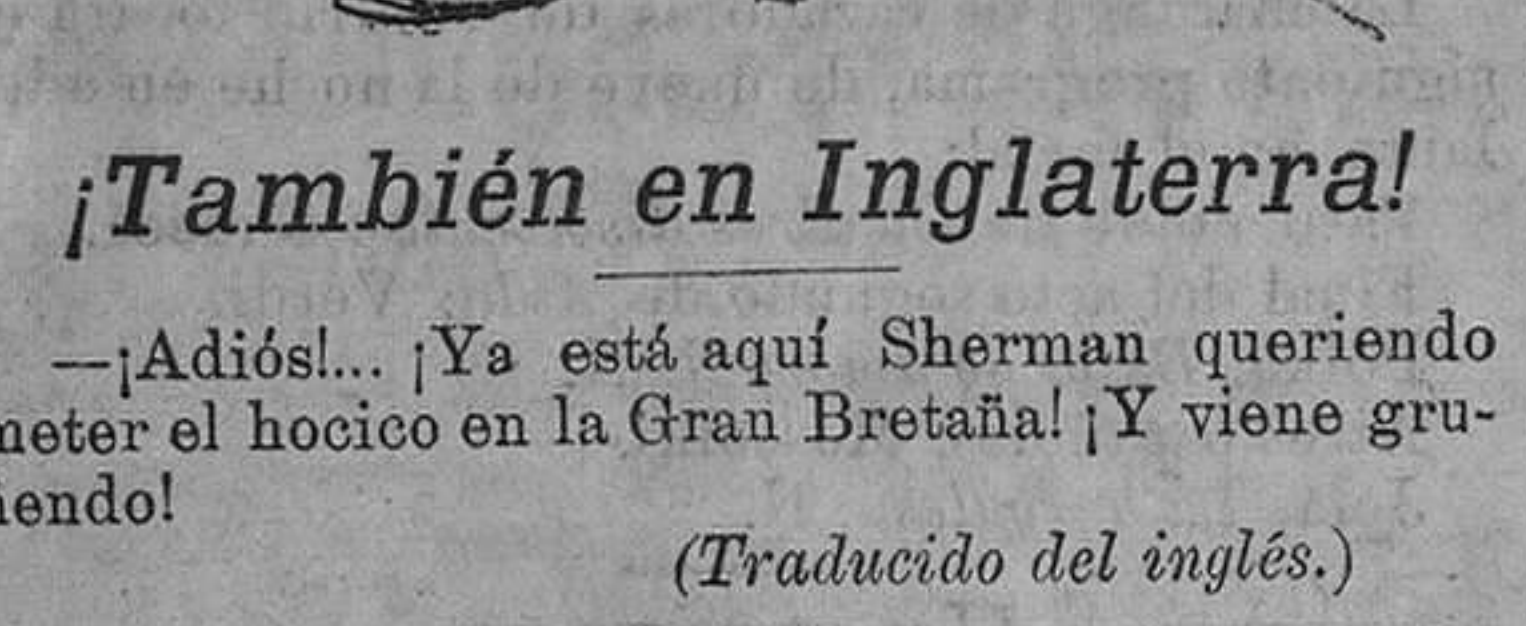 ¡También en Inglaterra!
—¡Adiós!... ¡Ya está aquí Sherman queriendo
meter el hocico en la Gran Bretaña! ¡Y viene gru-
ñendo!
(Traducido del inglés.)